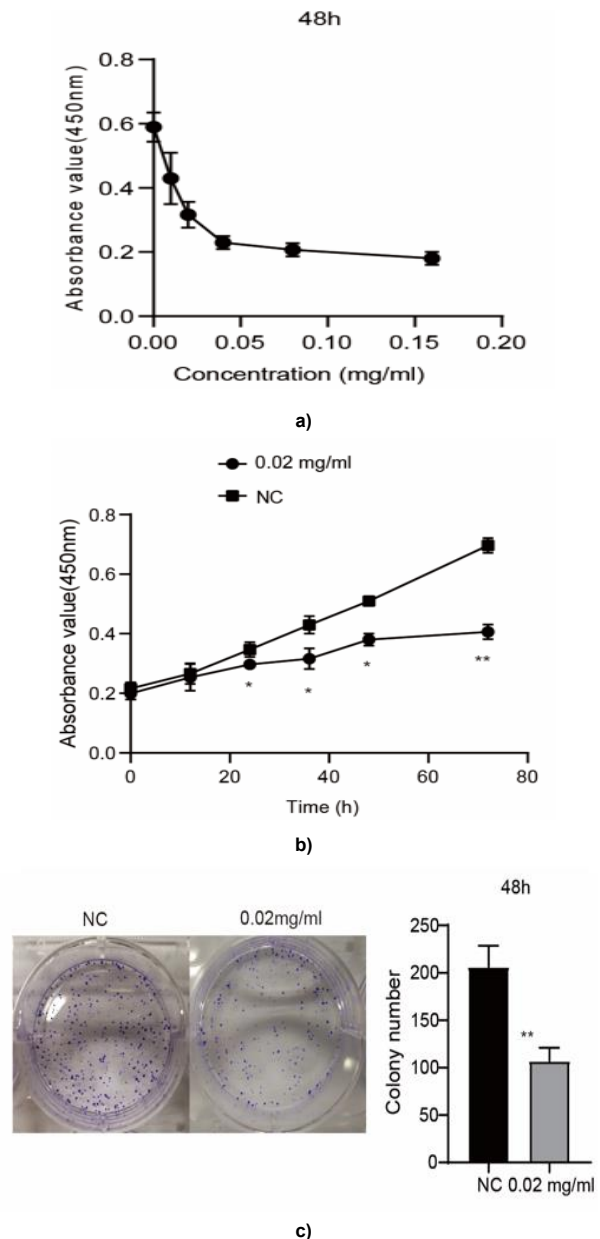 48h
Absorbance value(450nm)
0.8
0.6
0.4
0.2
0.0
0.00 0.05 0.10 0.15 0.20
Concentration (mg/ml)
a)
0.02 mg/ml
NC
Absorbance value(450nm)
0.8
0.6
0.4
0.2
0.0
* * * **
0 20 40 60 80
Time (h)
b)
NC 0.02mg/ml
48h
Colony number
250
200
150
100
50
0
**
NC 0.02 mg/ml
c)